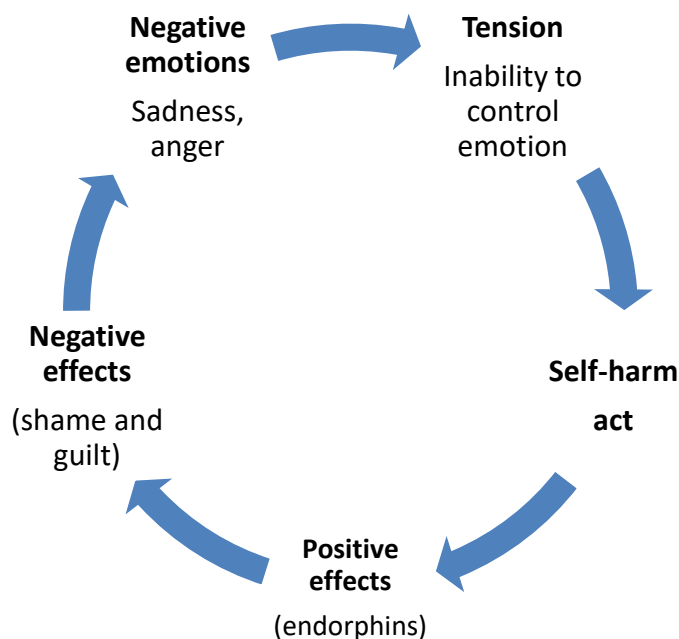 Negative
emotions
Sadness,
anger
Tension
Inability to
control
emotion
Self-harm
act
Positive
effects
(endorphins)
Negative
effects
(shame and
guilt)